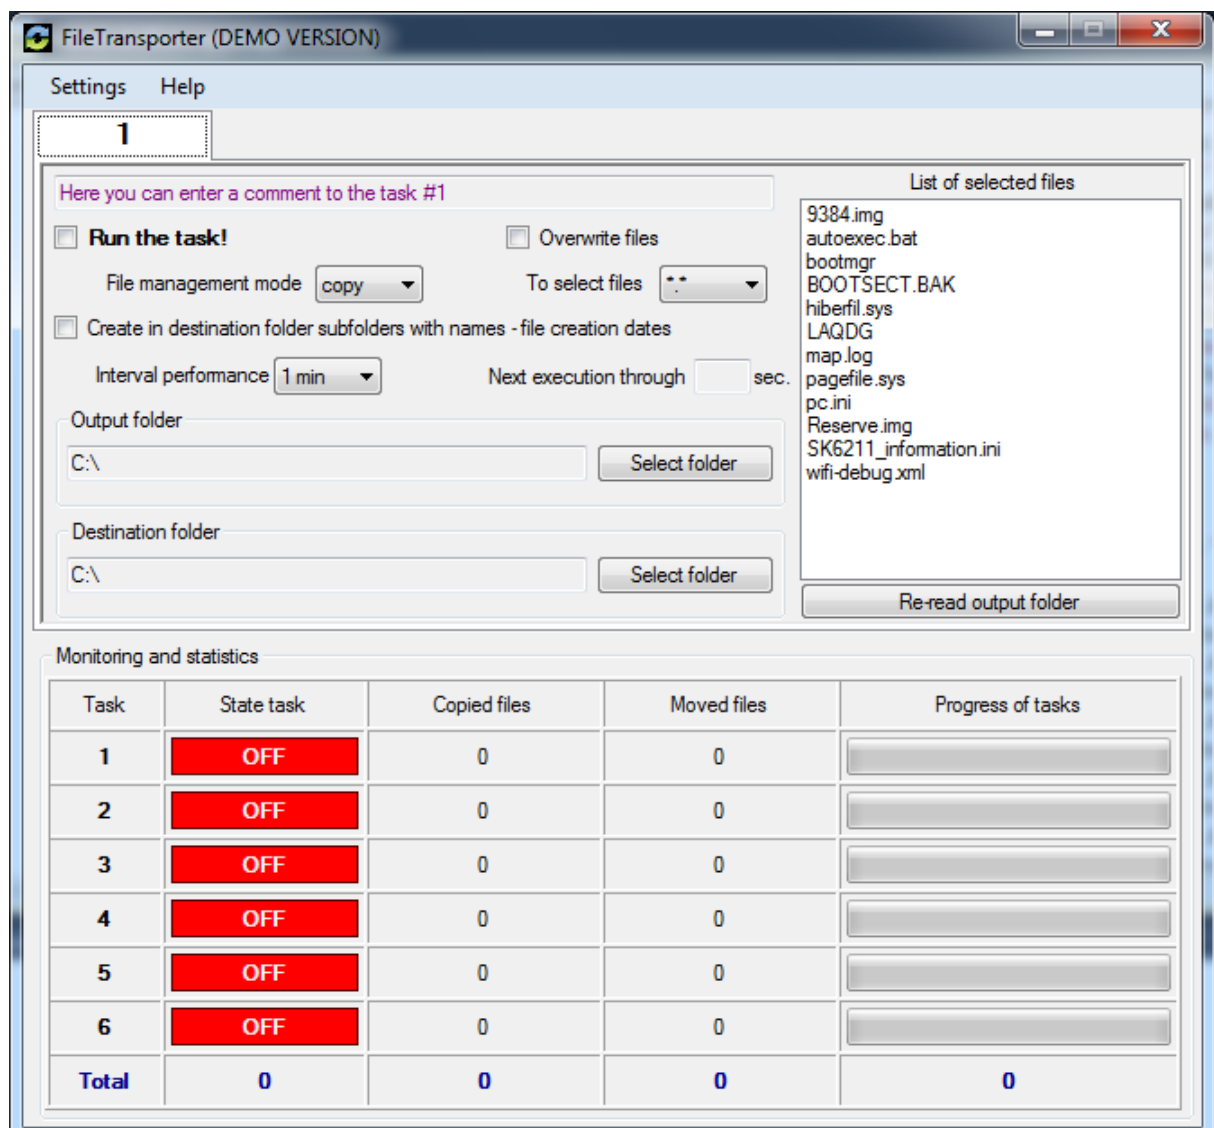 FileTransporter (DEMO VERSION)
Settings Help
1
Here you can enter a comment to the task #1
Run the task! Overwrite files
File management mode copy To select files *.*
Create in destination folder subfolders with names - file creation dates
Interval performance 1 min Next execution through sec.
Output folder
C:\ Select folder
Destination folder
C:\ Select folder
List of selected files
9384.img
autoexec.bat
bootmgr
BOOTSECT.BAK
hiberfil.sys
LAQDG
map.log
pagefile.sys
pc.ini
Reserve.img
SK6211_information.ini
wifi-debug.xml
Re-read output folder
Monitoring and statistics
Task State task Copied files Moved files Progress of tasks
1 OFF 0 0
2 OFF 0 0
3 OFF 0 0
4 OFF 0 0
5 OFF 0 0
6 OFF 0 0
Total 0 0 0 0